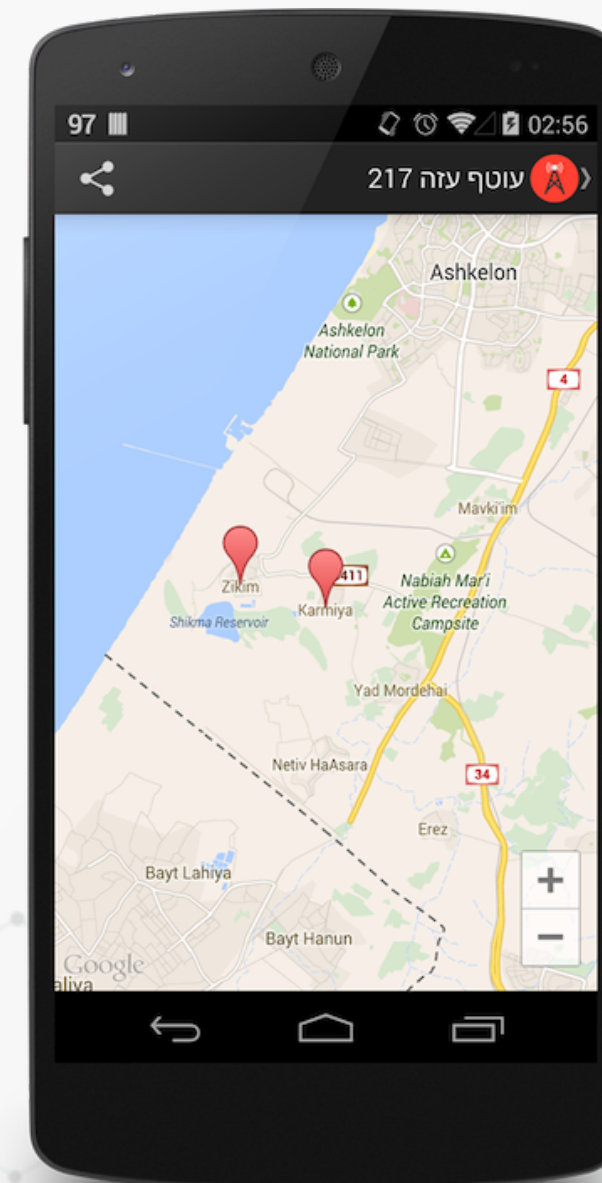 97
02:56
עוטף עזה 217
Ashkelon
Ashkelon
National Park
4
Mavki'im
411
Zikim
Karmiya
Nabiah Mar'i
Active Recreation
Campsite
Shikma Reservoir
Yad Mordehai
Netiv HaAsara
34
Erez
Bayt Lahiya
+
Bayt Hanun
−
Google
aliya